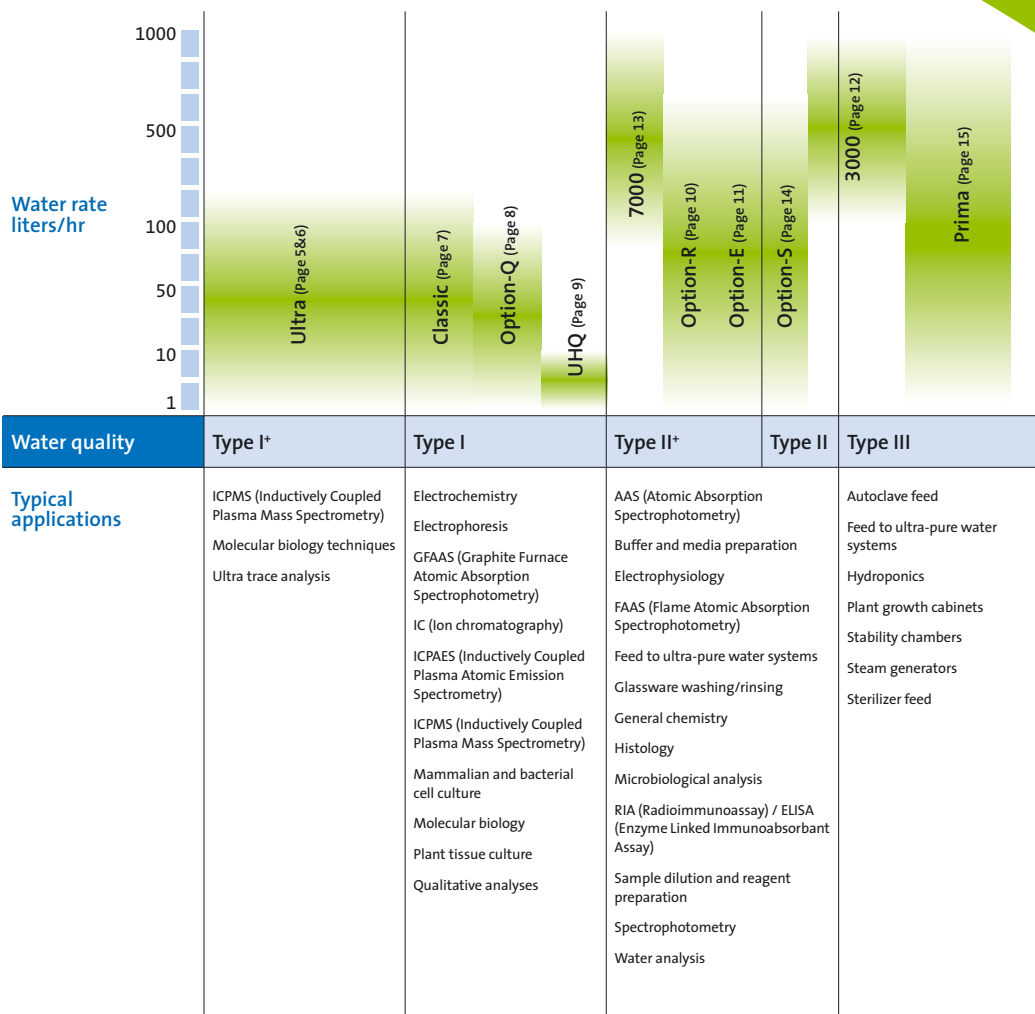 1000
500
Water rate
liters/hr
100
50
10
1
Ultra (Page 5&6)
Classic (Page 7)
Option-Q (Page 8)
UHQ (Page 9)
7000 (Page 13)
Option-R (Page 10)
Option-E (Page 11)
Option-S (Page 14)
3000 (Page 12)
Prima (Page 15)
Water quality
Type I+
Type I
Type II+
Type II
Type III
Typical
applications
ICPMS (Inductively Coupled
Plasma Mass Spectrometry)
Molecular biology techniques
Ultra trace analysis
Electrochemistry
Electrophoresis
GFAAS (Graphite Furnace
Atomic Absorption
Spectrophotometry)
IC (Ion chromatography)
ICPAES (Inductively Coupled
Plasma Atomic Emission
Spectrometry)
ICPMS (Inductively Coupled
Plasma Mass Spectrometry)
Mammalian and bacterial
cell culture
Molecular biology
Plant tissue culture
Qualitative analyses
AAS (Atomic Absorption
Spectrophotometry)
Buffer and media preparation
Electrophysiology
FAAS (Flame Atomic Absorption
Spectrophotometry)
Feed to ultra-pure water systems
Glassware washing/rinsing
General chemistry
Histology
Microbiological analysis
RIA (Radioimmunoassay) / ELISA
(Enzyme Linked Immunoabsorbant
Assay)
Sample dilution and reagent
preparation
Spectrophotometry
Water analysis
Autoclave feed
Feed to ultra-pure water
systems
Hydroponics
Plant growth cabinets
Stability chambers
Steam generators
Sterilizer feed